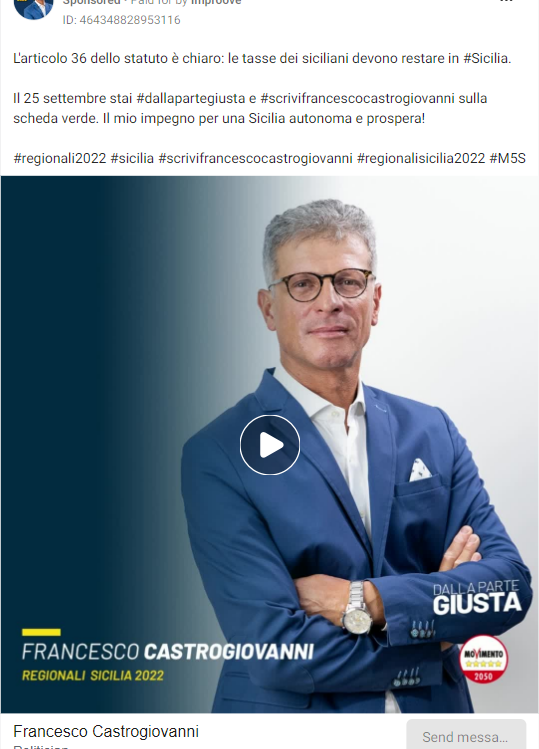 Sponsored · Paid for by Improove
ID: 464348828953116
L'articolo 36 dello statuto è chiaro: le tasse dei siciliani devono restare in #Sicilia.
Il 25 settembre stai #dallapartegiusta e #scrivifrancescocastrogiovanni sulla
scheda verde. Il mio impegno per una Sicilia autonoma e prospera!
#regionali2022 #sicilia #scrivifrancescocastrogiovanni #regionalisicilia2022 #M5S
DALLA PARTE
GIUSTA
FRANCESCO CASTROGIOVANNI
REGIONALI SICILIA 2022
MOVIMENTO
2050
Francesco Castrogiovanni
Politician
Send messa...